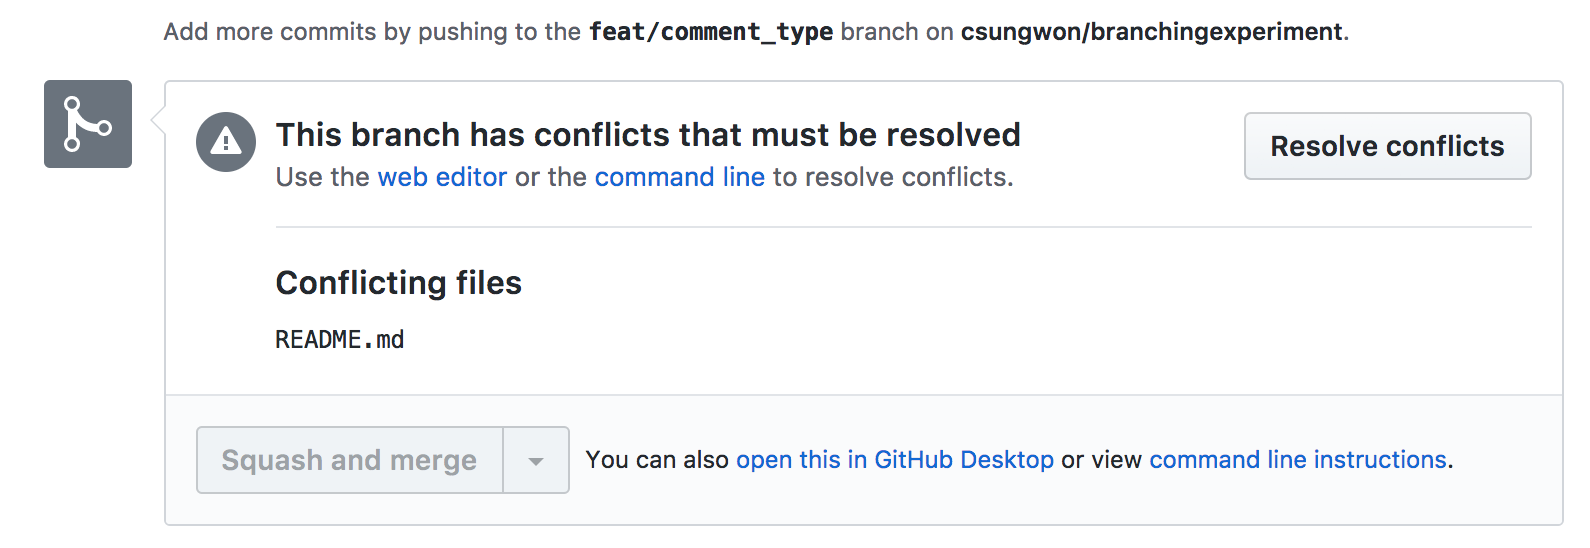 Add more commits by pushing to the feat/comment_type branch on csungwon/branchingexperiment.
This branch has conflicts that must be resolved
Use the web editor or the command line to resolve conflicts.
Resolve conflicts
Conflicting files
README.md
Squash and merge
You can also open this in GitHub Desktop or view command line instructions.